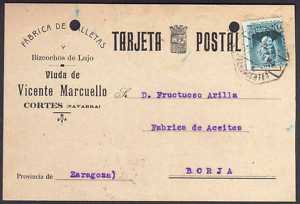 FÁBRICA DE GALLETAS
Y
Bizcochos de Lujo
Viuda de
Vicente Marcuello
CORTES (NAVARRA)
TARJETA POSTAL
Sr. D. Fructuoso Arilla
Fabrica de Aceites
Provincia de Zaragoza)
BORJA